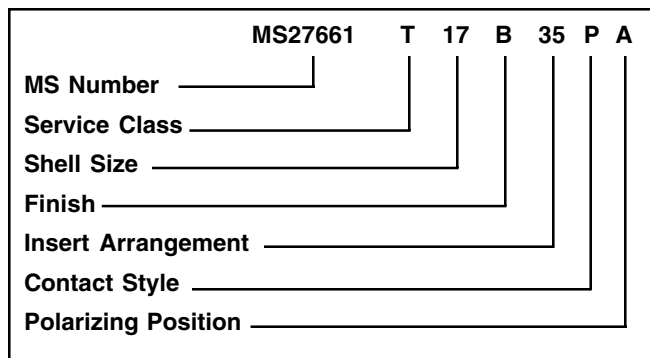 MS27661 T 17 B 35 P A
MS Number
Service Class
Shell Size
Finish
Insert Arrangement
Contact Style
Polarizing Position